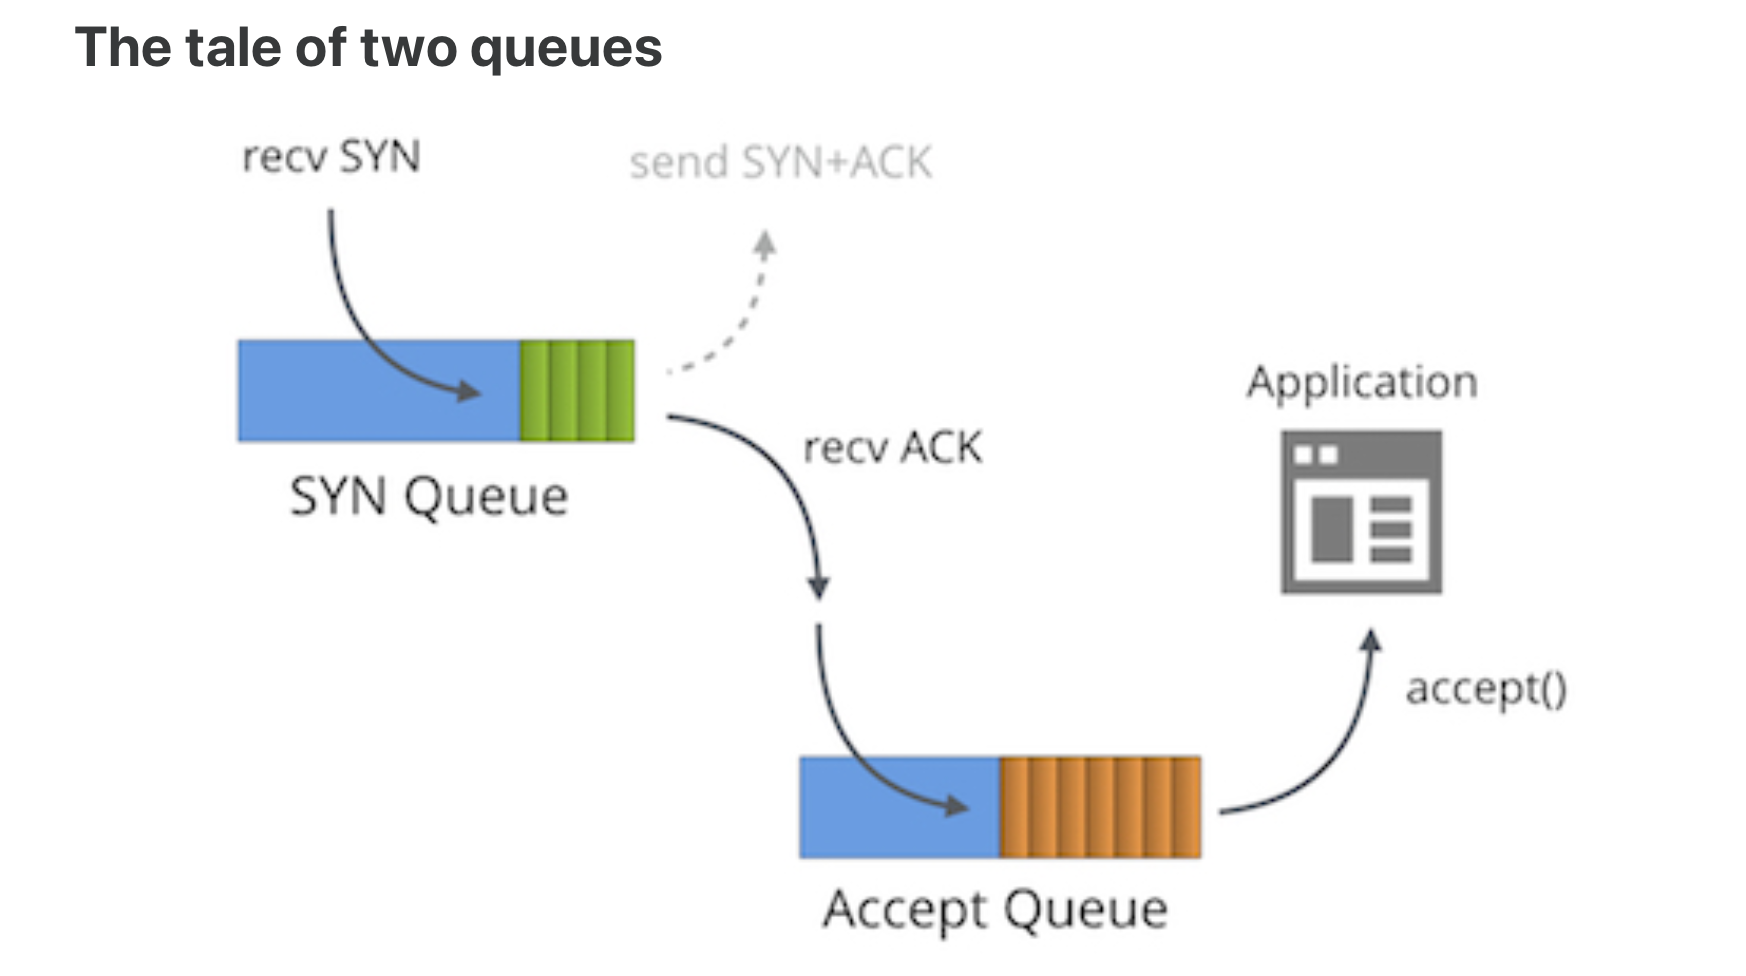 The tale of two queues
recv SYN
send SYN+ACK
SYN Queue
recv ACK
Application
accept()
Accept Queue